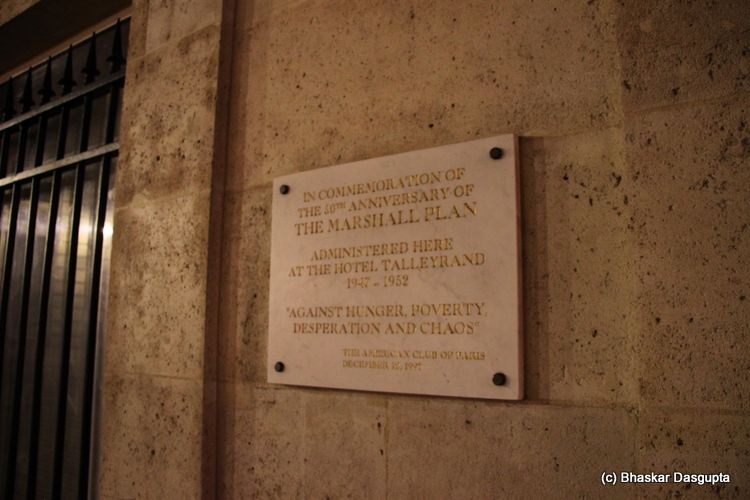 IN COMMEMORATION OF
THE 50TH ANNIVERSARY OF
THE MARSHALL PLAN
ADMINISTERED HERE
AT THE HOTEL TALLEYRAND
1947 - 1952
"AGAINST HUNGER, POVERTY,
DESPERATION AND CHAOS"
THE AMERICAN CLUB OF PARIS
DECEMBER 1997
(c) Bhaskar Dasgupta